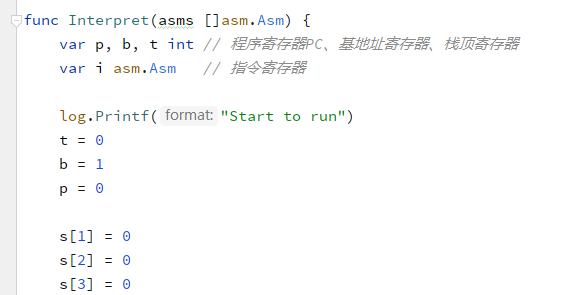 func Interpret(asms []asm.Asm) {
    var p, b, t int // 程序寄存器PC、基地址寄存器、栈顶寄存器
    var i asm.Asm   // 指令寄存器
    log.Printf( format: "Start to run")
    t = 0
    b = 1
    p = 0
    s[1] = 0
    s[2] = 0
    s[3] = 0